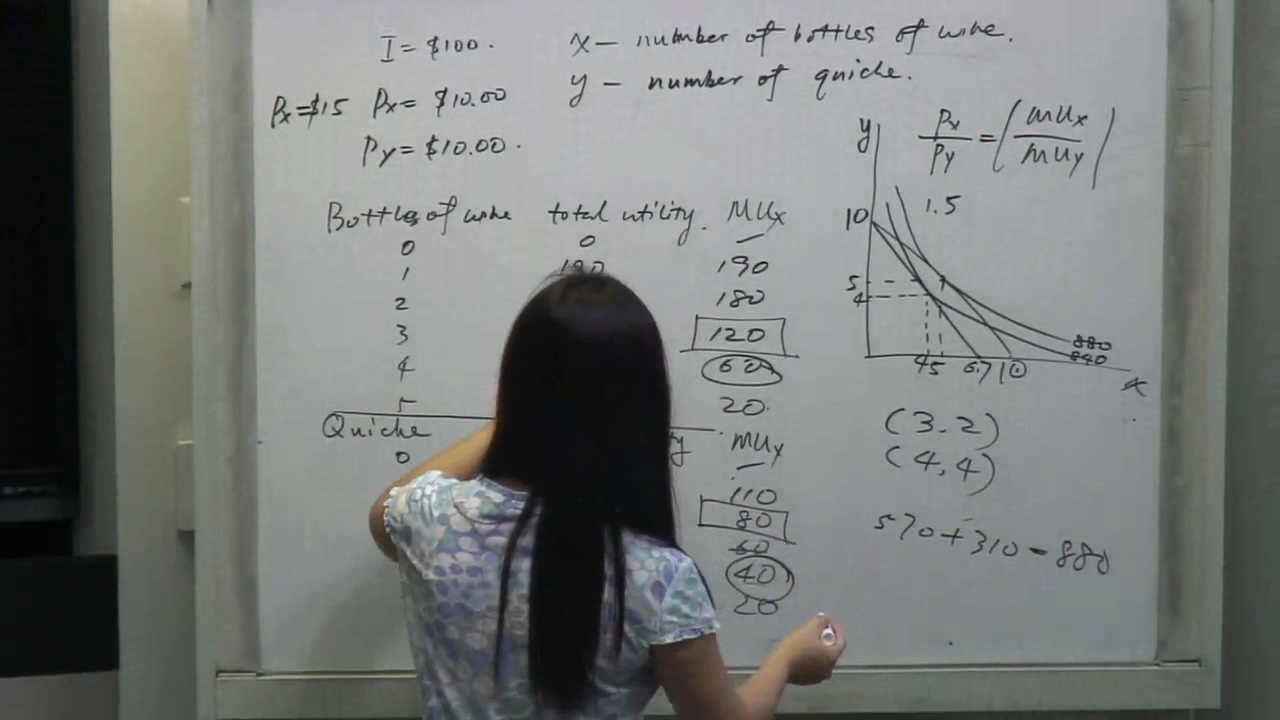 I = $100.
x – number of bottles of wine.
Px=$15 Px = $10.00
y – number of quiche.
Py = $10.00.
Px/Py = (MUx/MUy)
y
1.5
10
5
4
45 6.7 10
880
840
x
Bottles of wine total utility. MUx
0 0 –
1 190 190
2 180
3 120
4 60
5 20.
Quiche y MUy
0 –
110
80
60
40
20
(3.2)
(4,4)
570+310=880